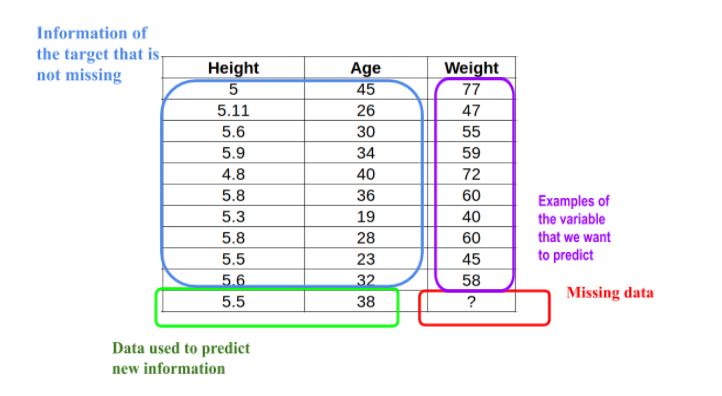 Information of
the target that is
not missing
Height Age Weight
5 45 77
5.11 26 47
5.6 30 55
5.9 34 59
4.8 40 72
5.8 36 60
5.3 19 40
5.8 28 60
5.5 23 45
5.6 32 58
5.5 38 ?
Examples of
the variable
that we want
to predict
Missing data
Data used to predict
new information